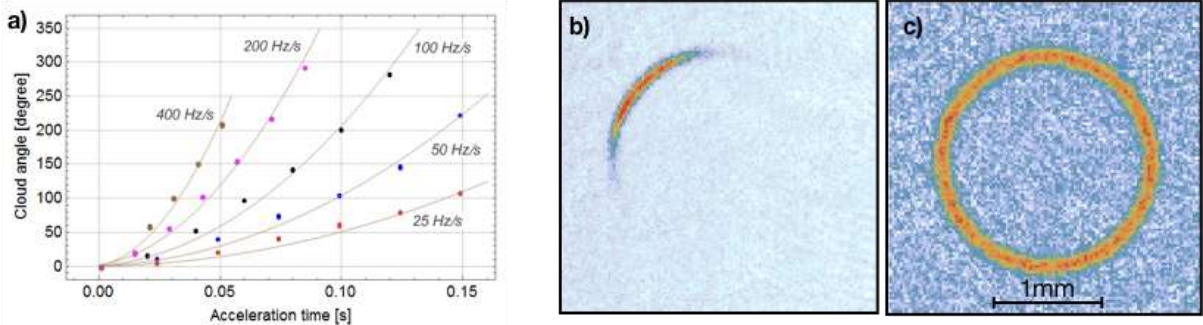 a)
350
300
250
200
150
100
50
0
Cloud angle [degree]
400 Hz/s
200 Hz/s
100 Hz/s
50 Hz/s
25 Hz/s
0.00 0.05 0.10 0.15
Acceleration time [s]
b)
c)
1mm